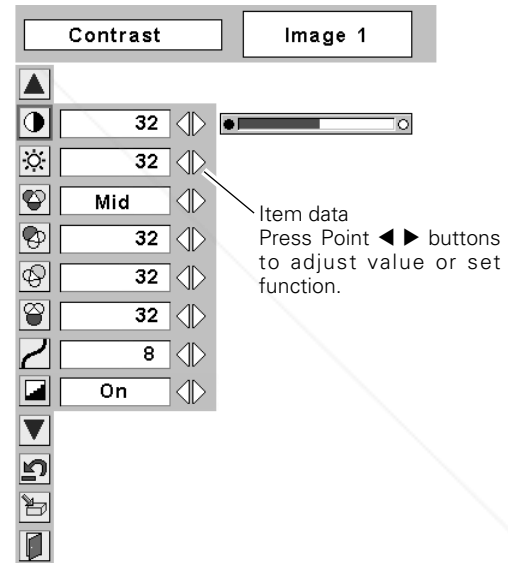 Contrast
Image 1
32
32
Mid
32
32
32
8
On
Item data
Press Point ◀ ▶ buttons
to adjust value or set
function.